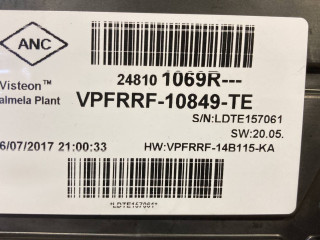 ANC
Visteon™
almela Plant
24810 1069R---
VPFRRF-10849-TE
S/N:LDTE157061
SW:20.05.
6/07/2017 21:00:33
HW:VPFRRF-14B115-KA
*LDTE157061*